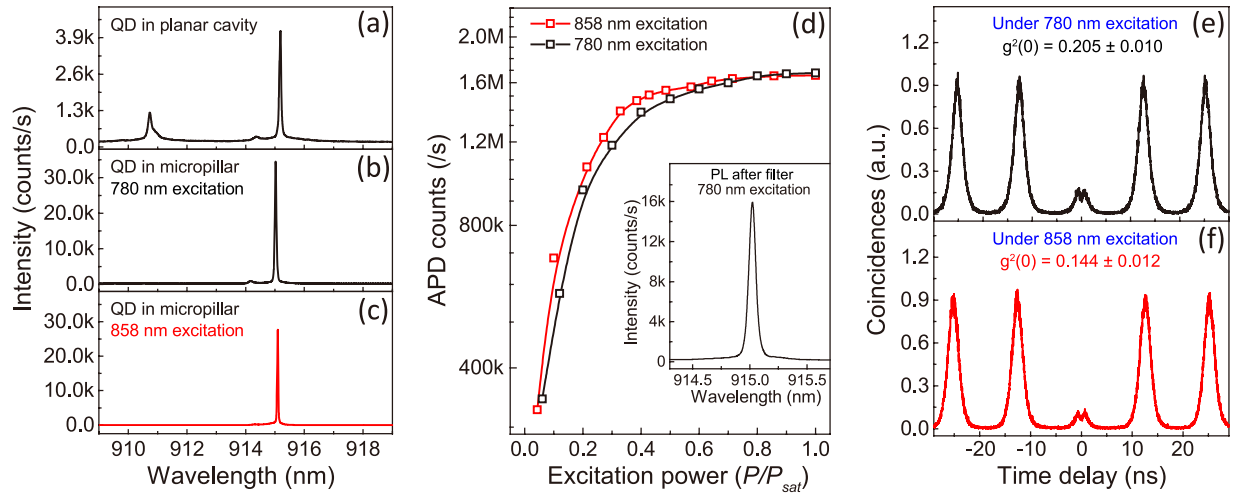 (a)
QD in planar cavity
3.9k
2.6k
1.3k
0.0
(b)
QD in micropillar
780 nm excitation
30.0k
20.0k
10.0k
0.0
(c)
QD in micropillar
858 nm excitation
30.0k
20.0k
10.0k
0.0
910 912 914 916 918
Wavelength (nm)
Intensity (counts/s)
(d)
858 nm excitation
780 nm excitation
2.0M
1.6M
1.2M
800k
400k
APD counts (/s)
0.0 0.2 0.4 0.6 0.8 1.0
Excitation power (P/Psat)
PL after filter
780 nm excitation
16k
12k
8k
4k
0
Intensity (counts/s)
914.5 915.0 915.5
Wavelength (nm)
(e)
Under 780 nm excitation
g²(0) = 0.205 ± 0.010
1.2
0.9
0.6
0.3
0.0
(f)
Under 858 nm excitation
g²(0) = 0.144 ± 0.012
1.2
0.9
0.6
0.3
0.0
Coincidences (a.u.)
-20 -10 0 10 20
Time delay (ns)